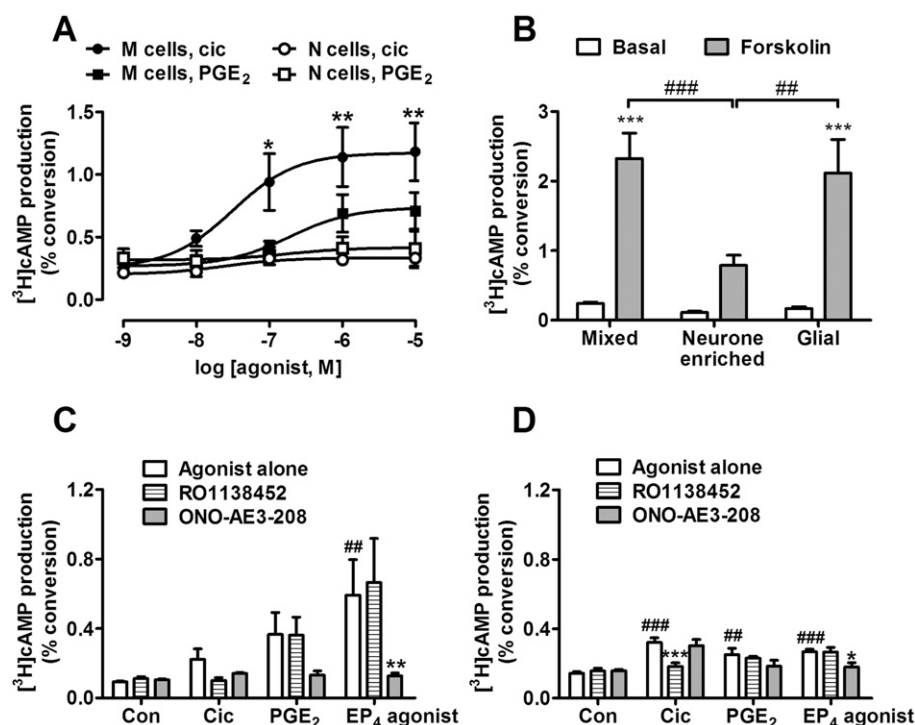 A
M cells, cic
N cells, cic
M cells, PGE₂
N cells, PGE₂
[³H]cAMP production
(% conversion)
1.5
1.0
0.5
0.0
* ** **
-9 -8 -7 -6 -5
log [agonist, M]
B
Basal Forskolin
### ##
*** ***
[³H]cAMP production
(% conversion)
3
2
1
0
Mixed Neurone enriched Glial
C
Agonist alone
RO1138452
ONO-AE3-208
[³H]cAMP production
(% conversion)
1.2
0.8
0.4
0.0
## **
Con Cic PGE₂ EP₄ agonist
D
Agonist alone
RO1138452
ONO-AE3-208
[³H]cAMP production
(% conversion)
1.2
0.8
0.4
0.0
### *** ## ### *
Con Cic PGE₂ EP₄ agonist